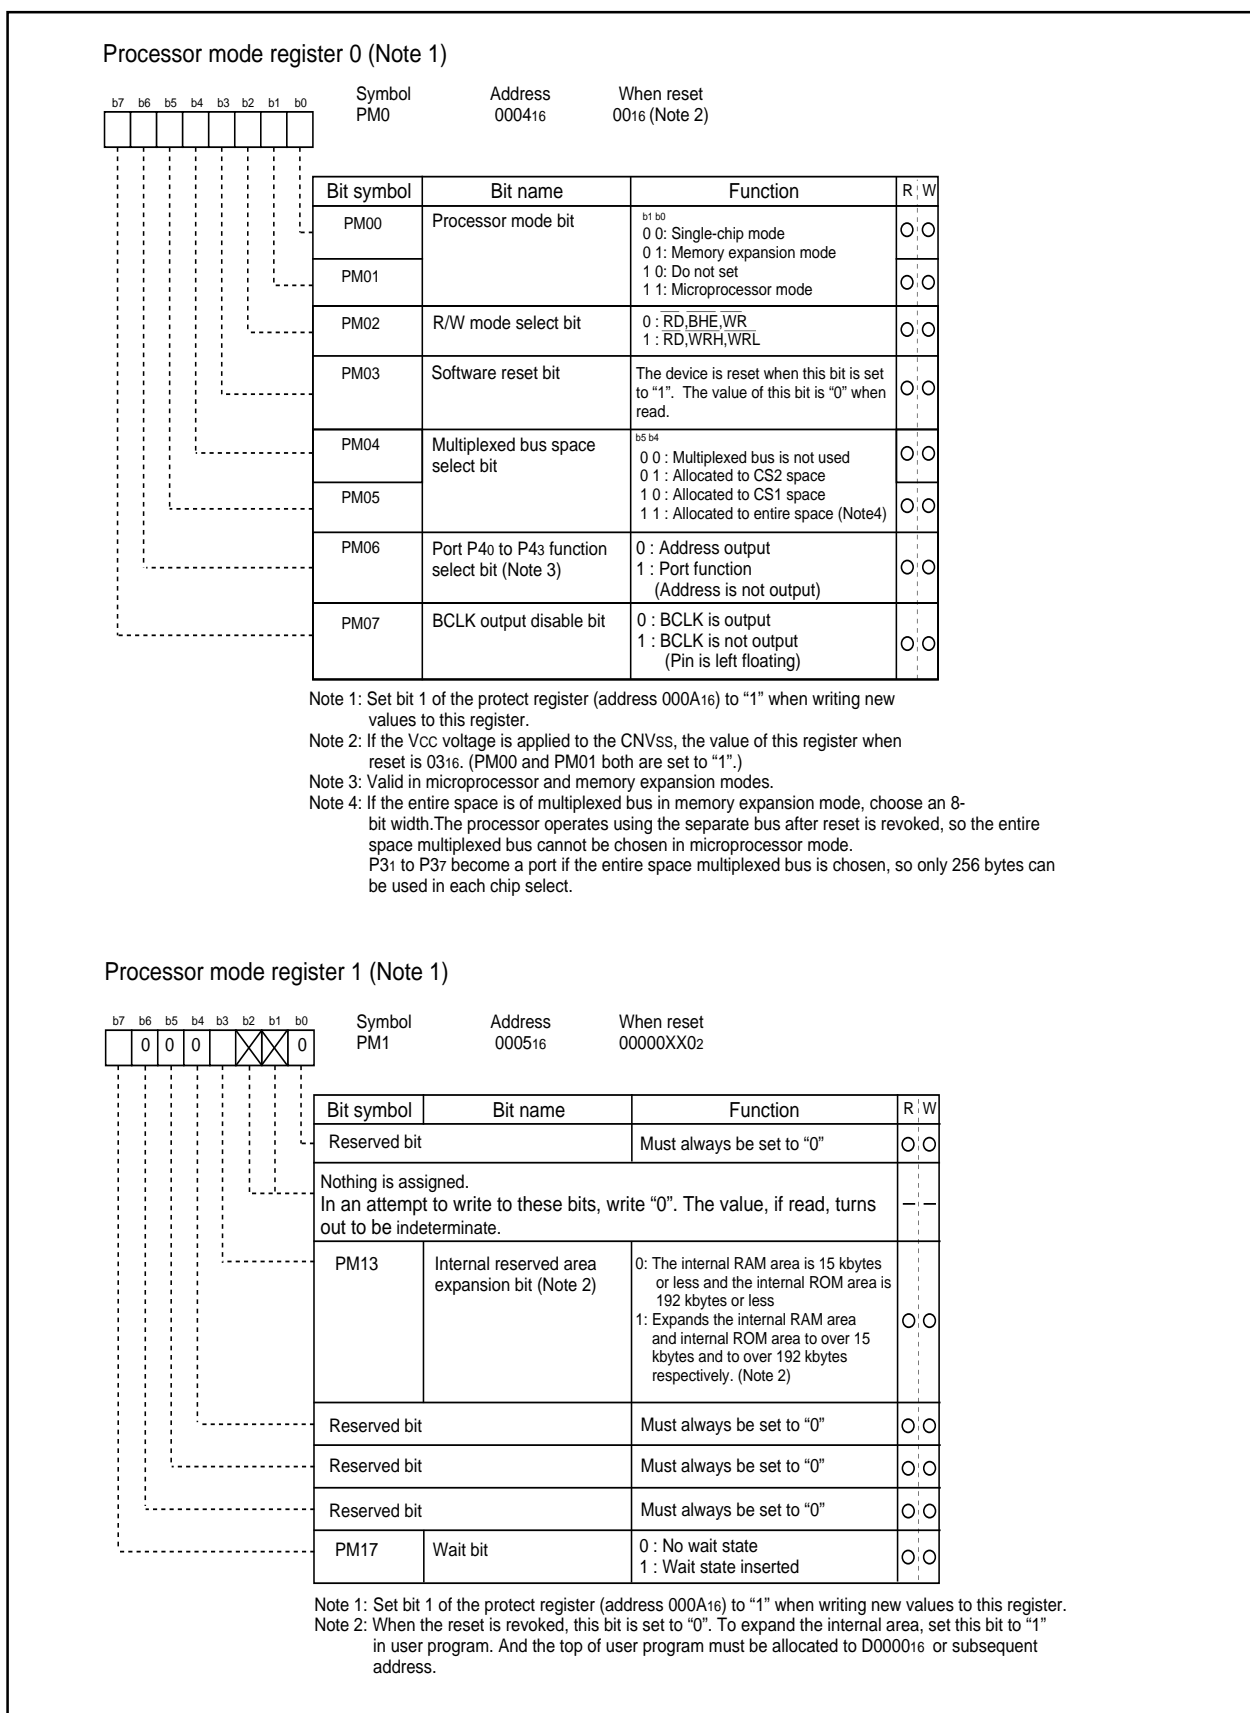 Processor mode register 0 (Note 1)
Symbol Address When reset
PM0 000416 0016 (Note 2)
b7 b6 b5 b4 b3 b2 b1 b0
Bit symbol Bit name Function R W
PM00 Processor mode bit b1 b0
0 0: Single-chip mode
0 1: Memory expansion mode
PM01 1 0: Do not set
1 1: Microprocessor mode
PM02 R/W mode select bit 0 : RD,BHE,WR
1 : RD,WRH,WRL
PM03 Software reset bit The device is reset when this bit is set
to “1”. The value of this bit is “0” when
read.
PM04 Multiplexed bus space b5 b4
select bit 0 0 : Multiplexed bus is not used
0 1 : Allocated to CS2 space
PM05 1 0 : Allocated to CS1 space
1 1 : Allocated to entire space (Note4)
PM06 Port P40 to P43 function 0 : Address output
select bit (Note 3) 1 : Port function
(Address is not output)
PM07 BCLK output disable bit 0 : BCLK is output
1 : BCLK is not output
(Pin is left floating)
Note 1: Set bit 1 of the protect register (address 000A16) to “1” when writing new
values to this register.
Note 2: If the VCC voltage is applied to the CNVSS, the value of this register when
reset is 0316. (PM00 and PM01 both are set to “1”.)
Note 3: Valid in microprocessor and memory expansion modes.
Note 4: If the entire space is of multiplexed bus in memory expansion mode, choose an 8-
bit width.The processor operates using the separate bus after reset is revoked, so the entire
space multiplexed bus cannot be chosen in microprocessor mode.
P31 to P37 become a port if the entire space multiplexed bus is chosen, so only 256 bytes can
be used in each chip select.
Processor mode register 1 (Note 1)
Symbol Address When reset
PM1 000516 00000XX02
b7 b6 b5 b4 b3 b2 b1 b0
0 0 0 0
Bit symbol Bit name Function R W
Reserved bit Must always be set to “0”
Nothing is assigned.
In an attempt to write to these bits, write “0”. The value, if read, turns
out to be indeterminate.
PM13 Internal reserved area 0: The internal RAM area is 15 kbytes
expansion bit (Note 2) or less and the internal ROM area is
192 kbytes or less
1: Expands the internal RAM area
and internal ROM area to over 15
kbytes and to over 192 kbytes
respectively. (Note 2)
Reserved bit Must always be set to “0”
Reserved bit Must always be set to “0”
Reserved bit Must always be set to “0”
PM17 Wait bit 0 : No wait state
1 : Wait state inserted
Note 1: Set bit 1 of the protect register (address 000A16) to “1” when writing new values to this register.
Note 2: When the reset is revoked, this bit is set to “0”. To expand the internal area, set this bit to “1”
in user program. And the top of user program must be allocated to D000016 or subsequent
address.